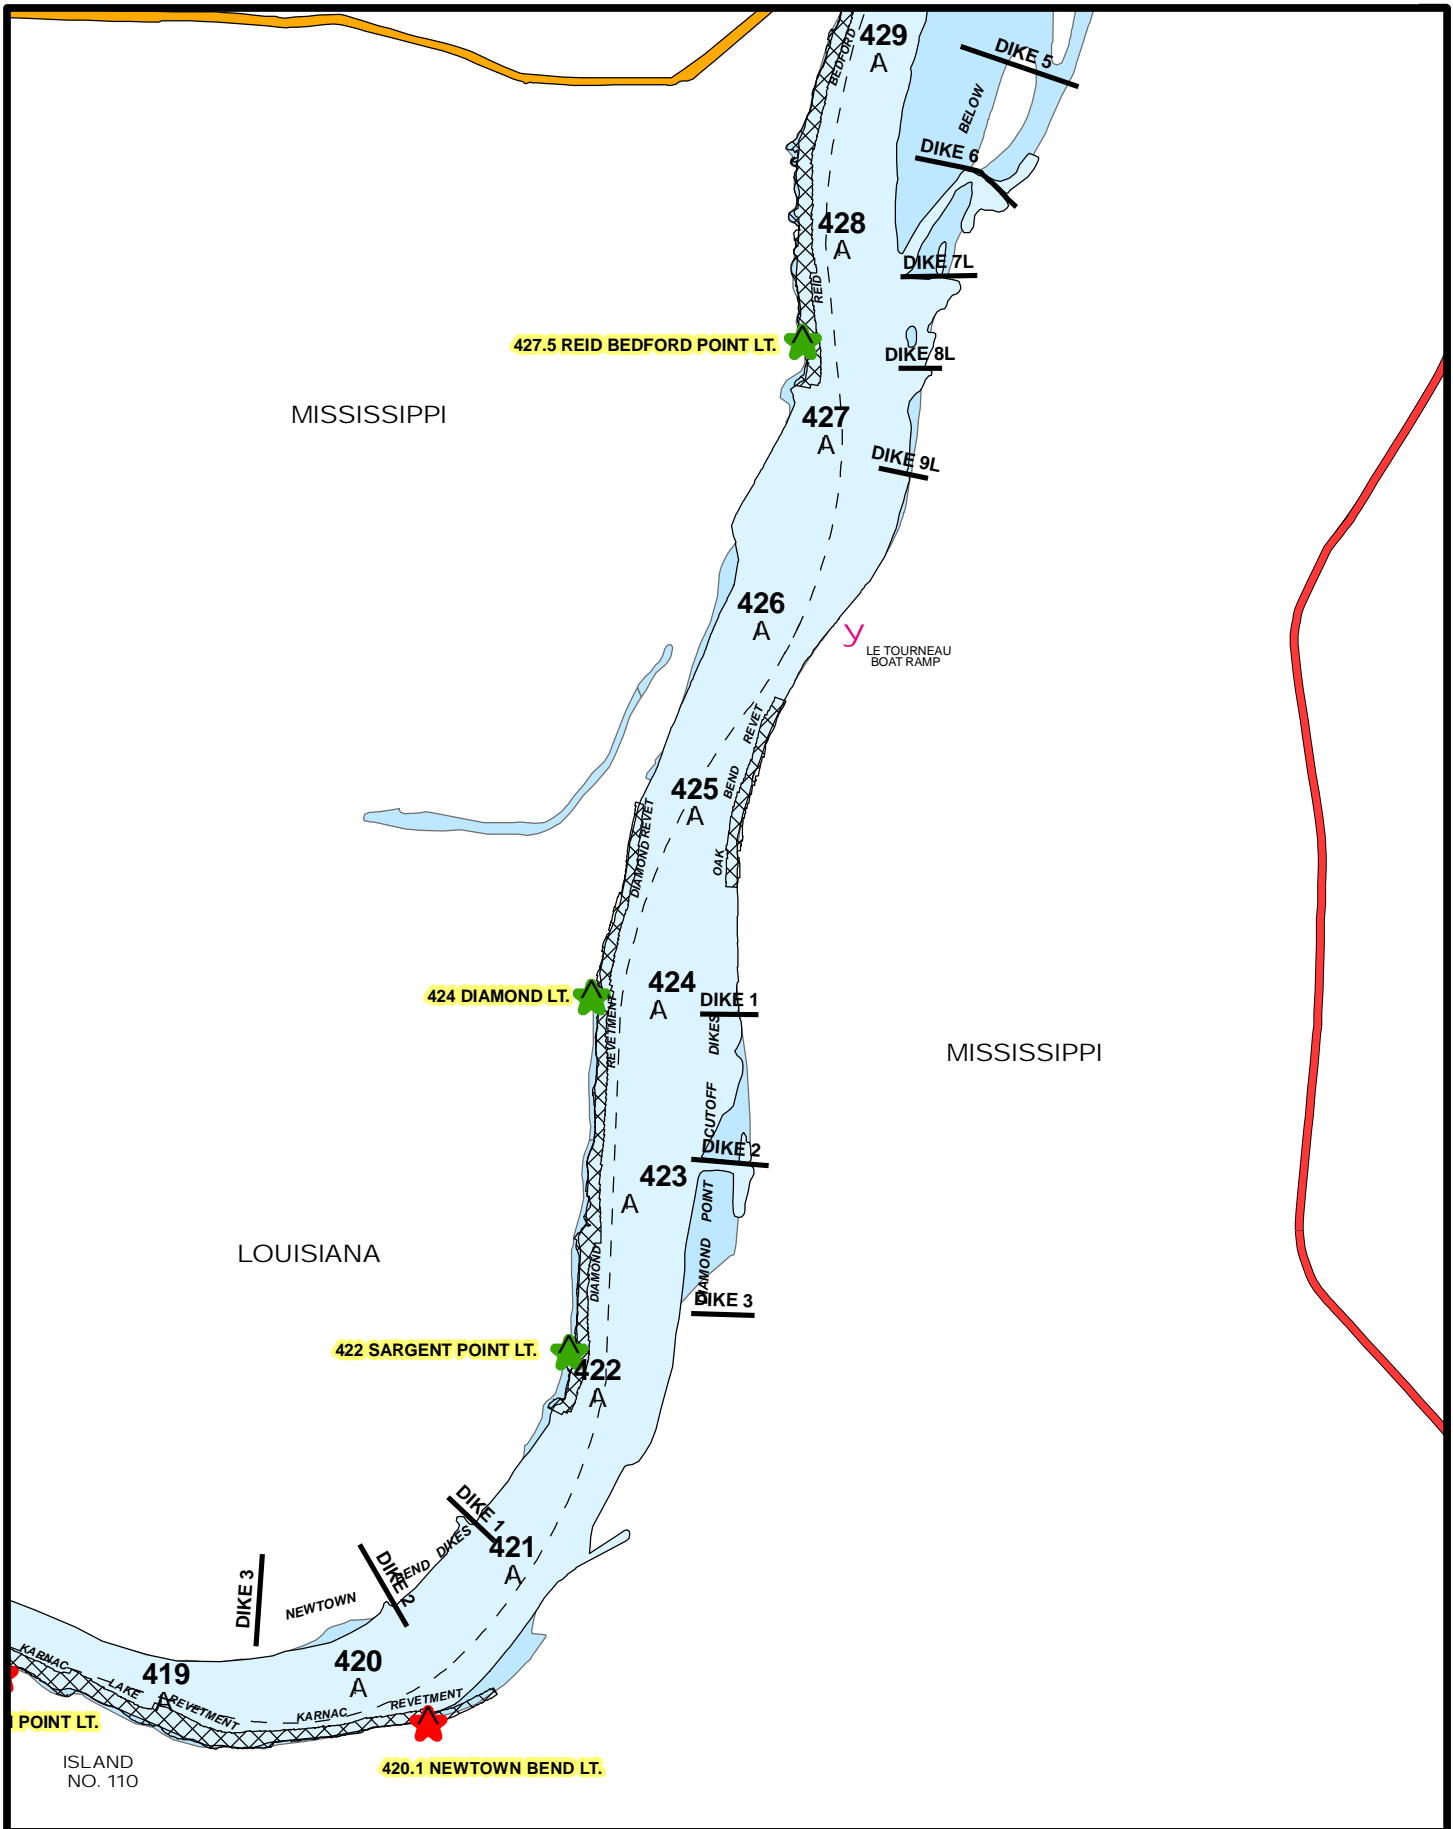 429
BEDFORD
DIKE 5
BELOW
DIKE 6
428
DIKE 7L
REID
427.5 REID BEDFORD POINT LT.
DIKE 8L
MISSISSIPPI
427
DIKE 9L
426
LE TOURNEAU
BOAT RAMP
REVET
BEND
OAK
425
DIAMOND REVET
424
424 DIAMOND LT.
DIKE 1
REVETMENT
DIKES
CUTOFF
POINT
DIAMOND
MISSISSIPPI
DIKE 2
423
LOUISIANA
DIAMOND
DIKE 3
422 SARGENT POINT LT.
422
DIKE 1
421
DIKES
BEND
DIKE 2
NEWTOWN
DIKE 3
KARNAC
LAKE
REVETMENT
419
420
KARNAC
REVETMENT
POINT LT.
420.1 NEWTOWN BEND LT.
ISLAND
NO. 110